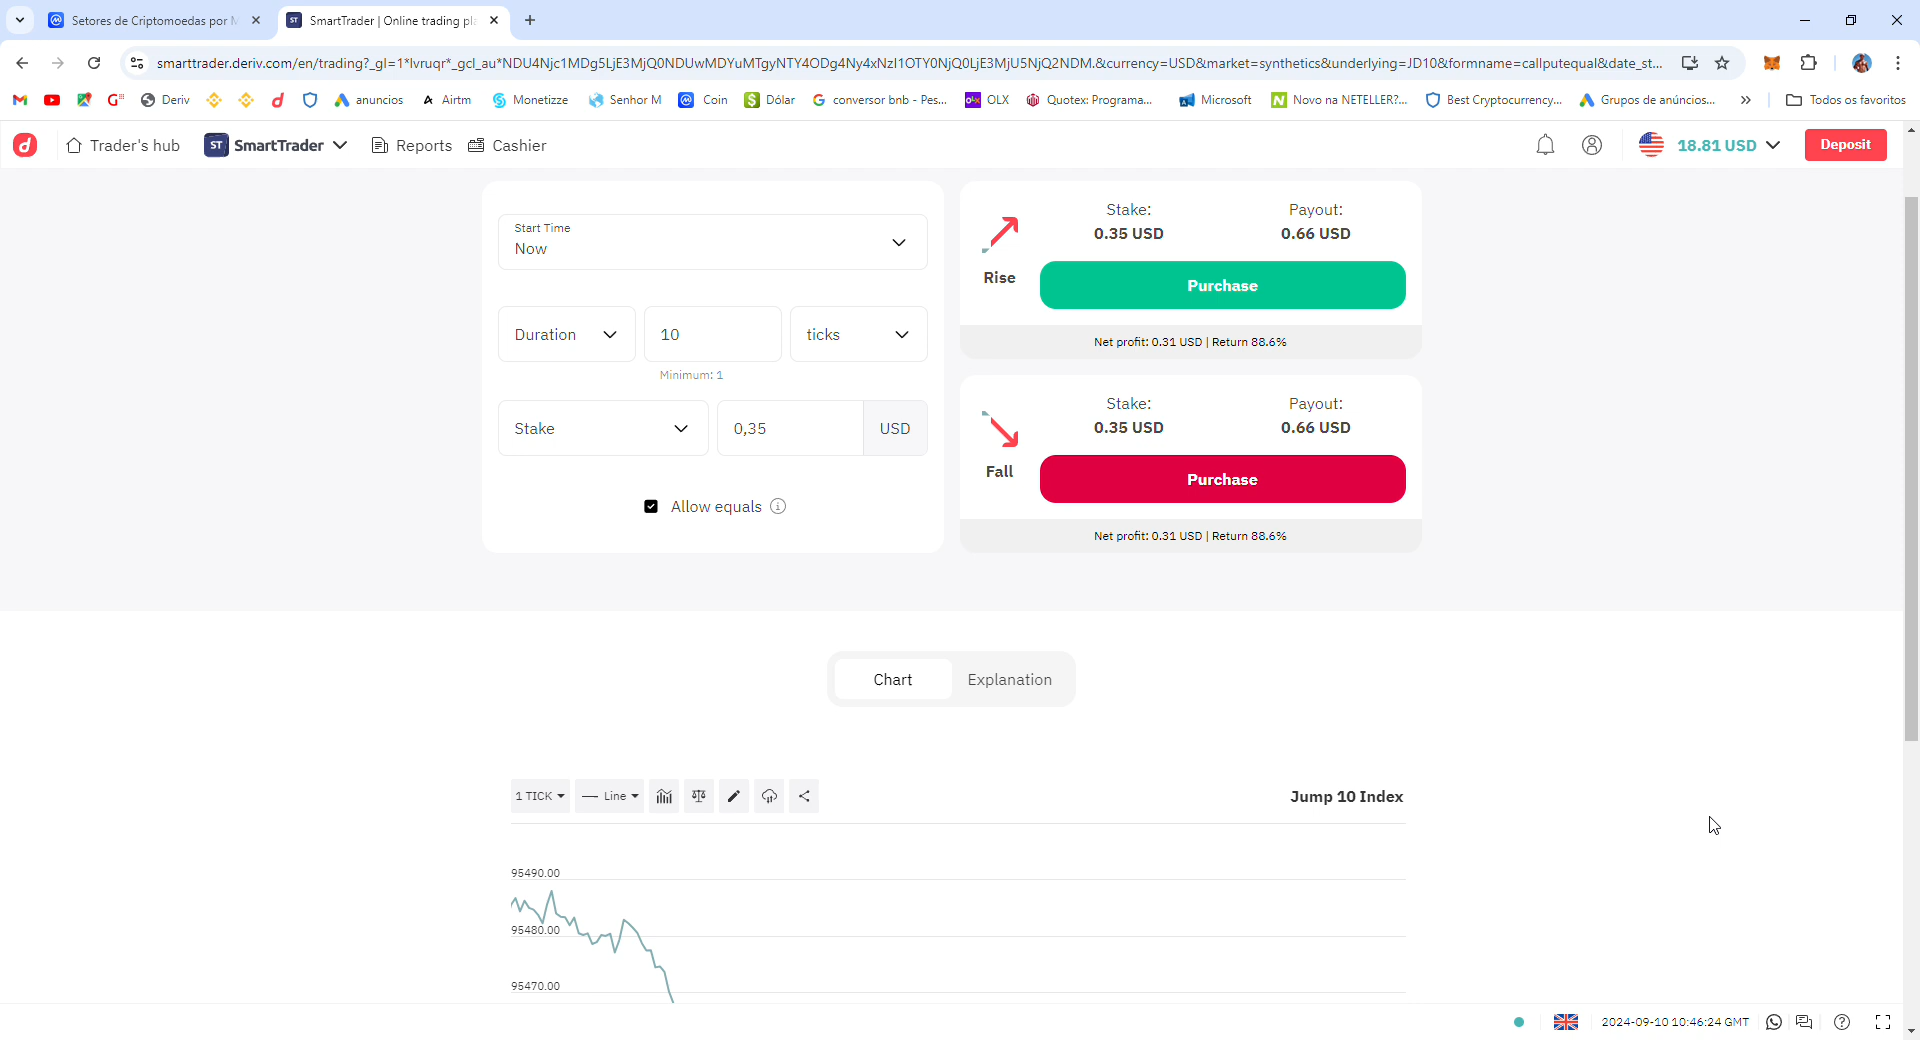 Setores de Criptomoedas por M
SmartTrader | Online trading pla
smarttrader.deriv.com/en/trading?_gl=1*lvruqr*_gcl_au*NDU4Njc1MDg5LjE3MjQ0NDUwMDYuMTgyNTY4ODg4Ny4xNzI1OTY0NjQ0LjE3MjU5NjQ2NDM.&currency=USD&market=synthetics&underlying=JD10&formname=callputequal&date_st...
Deriv
anuncios
Airtm
Monetizze
Senhor M
Coin
Dólar
conversor bnb - Pes...
OLX
Quotex: Programa...
Microsoft
Novo na NETELLER?...
Best Cryptocurrency...
Grupos de anúncios...
Todos os favoritos
Trader's hub
ST SmartTrader
Reports
Cashier
18.81 USD
Deposit
Start Time
Now
Duration 10 ticks
Minimum: 1
Stake 0,35 USD
Allow equals
Stake: Payout:
0.35 USD 0.66 USD
Rise
Purchase
Net profit: 0.31 USD | Return 88.6%
Stake: Payout:
0.35 USD 0.66 USD
Fall
Purchase
Net profit: 0.31 USD | Return 88.6%
Chart Explanation
1 TICK Line
Jump 10 Index
95490.00
95480.00
95470.00
2024-09-10 10:46:24 GMT